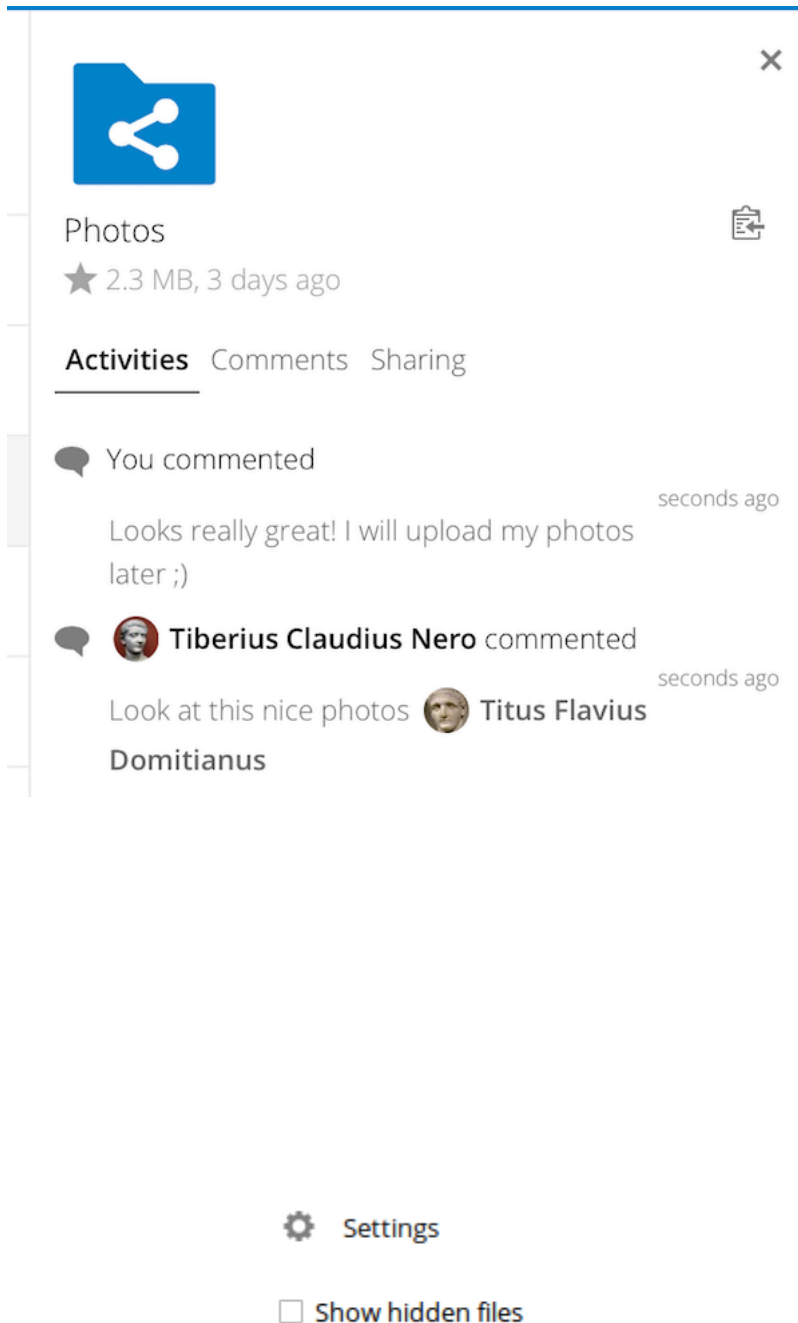 Photos
2.3 MB, 3 days ago
Activities Comments Sharing
You commented
seconds ago
Looks really great! I will upload my photos
later ;)
Tiberius Claudius Nero commented
seconds ago
Look at this nice photos Titus Flavius
Domitianus
Settings
Show hidden files